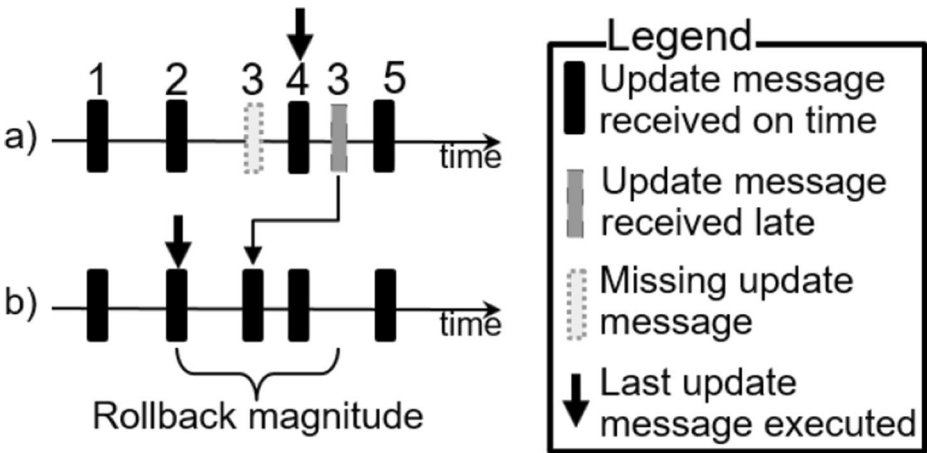 1 2 3 4 3 5
a)
time
b)
time
Rollback magnitude
Legend
Update message
received on time
Update message
received late
Missing update
message
Last update
message executed